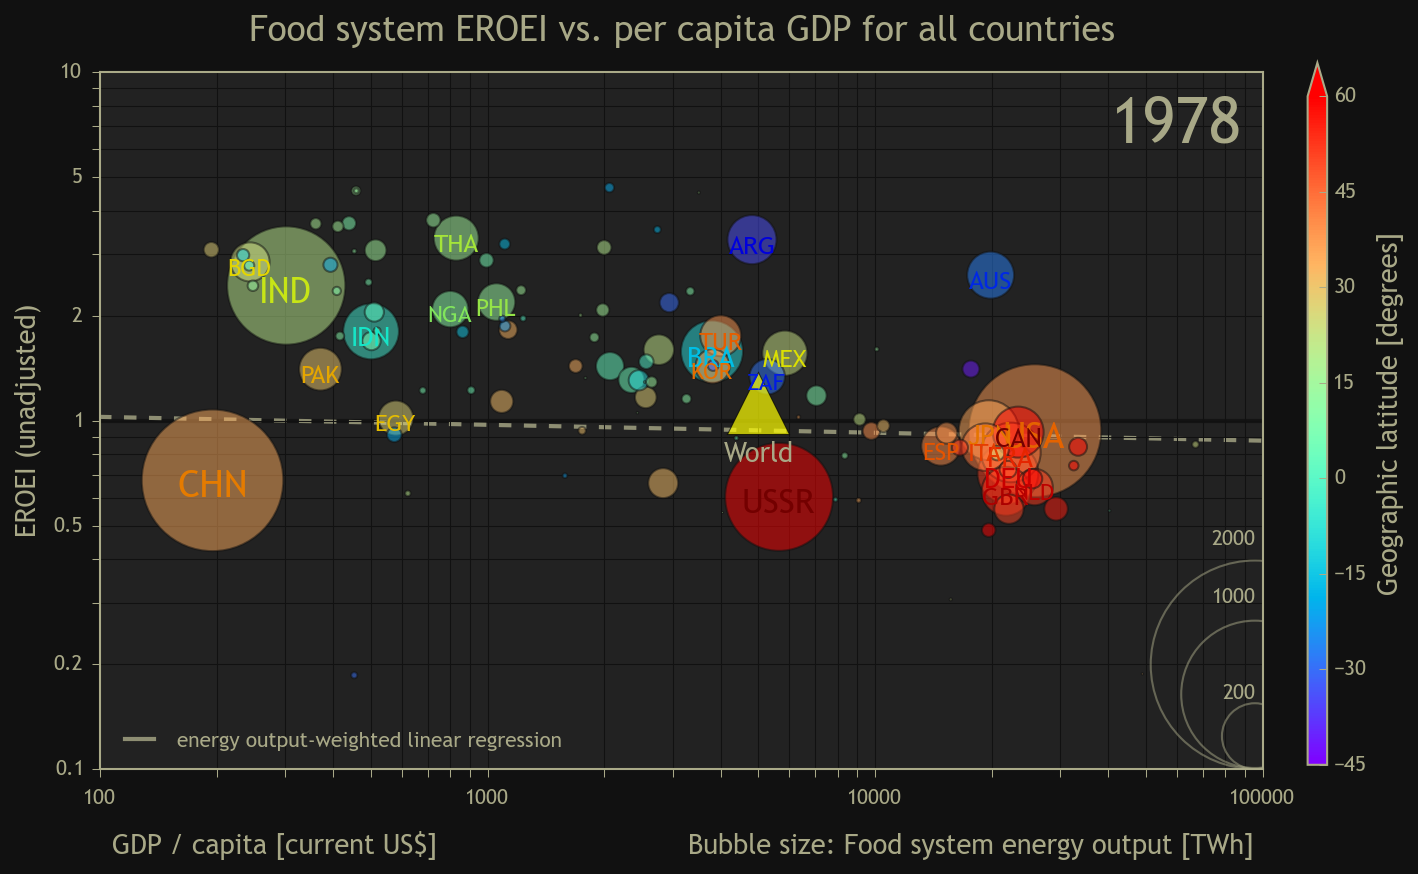 Food system EROEI vs. per capita GDP for all countries
1978
EROEI (unadjusted)
10
5
2
1
0.5
0.2
0.1
THA
ARG
BGD
IND
AUS
NGA
PHL
IDN
TUR
BRA
MEX
PAK
KOR
ZAF
EGY
World
CAN
ESP
CHN
USSR
GBR
2000
1000
200
energy output-weighted linear regression
100
1000
10000
100000
GDP / capita [current US$]
Bubble size: Food system energy output [TWh]
60
45
30
15
0
−15
−30
−45
Geographic latitude [degrees]